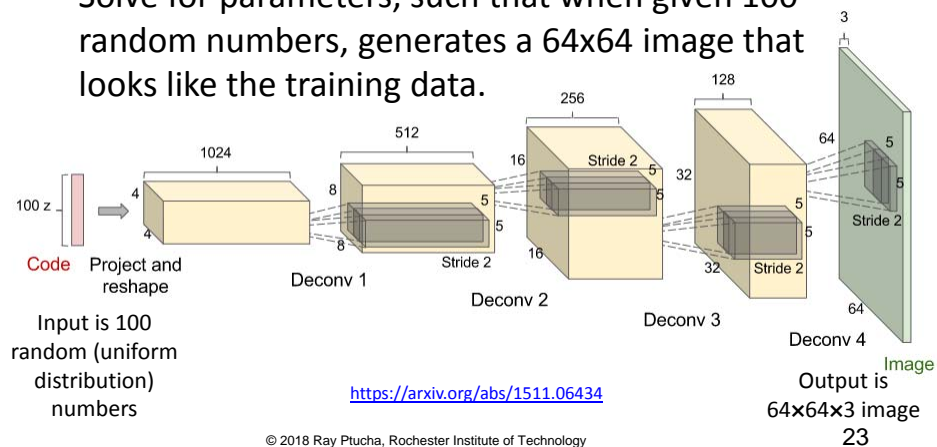 Solve for parameters, such that when given 100
random numbers, generates a 64x64 image that
looks like the training data.
100 z
Code
4
4
1024
Project and
reshape
512
8
8
5
5
Stride 2
Deconv 1
256
16
16
Stride 2
5
5
Deconv 2
128
32
32
5
5
Stride 2
Deconv 3
3
64
64
5
5
Stride 2
Deconv 4
Image
Input is 100
random (uniform
distribution)
numbers
https://arxiv.org/abs/1511.06434
Output is
64×64×3 image
© 2018 Ray Ptucha, Rochester Institute of Technology
23